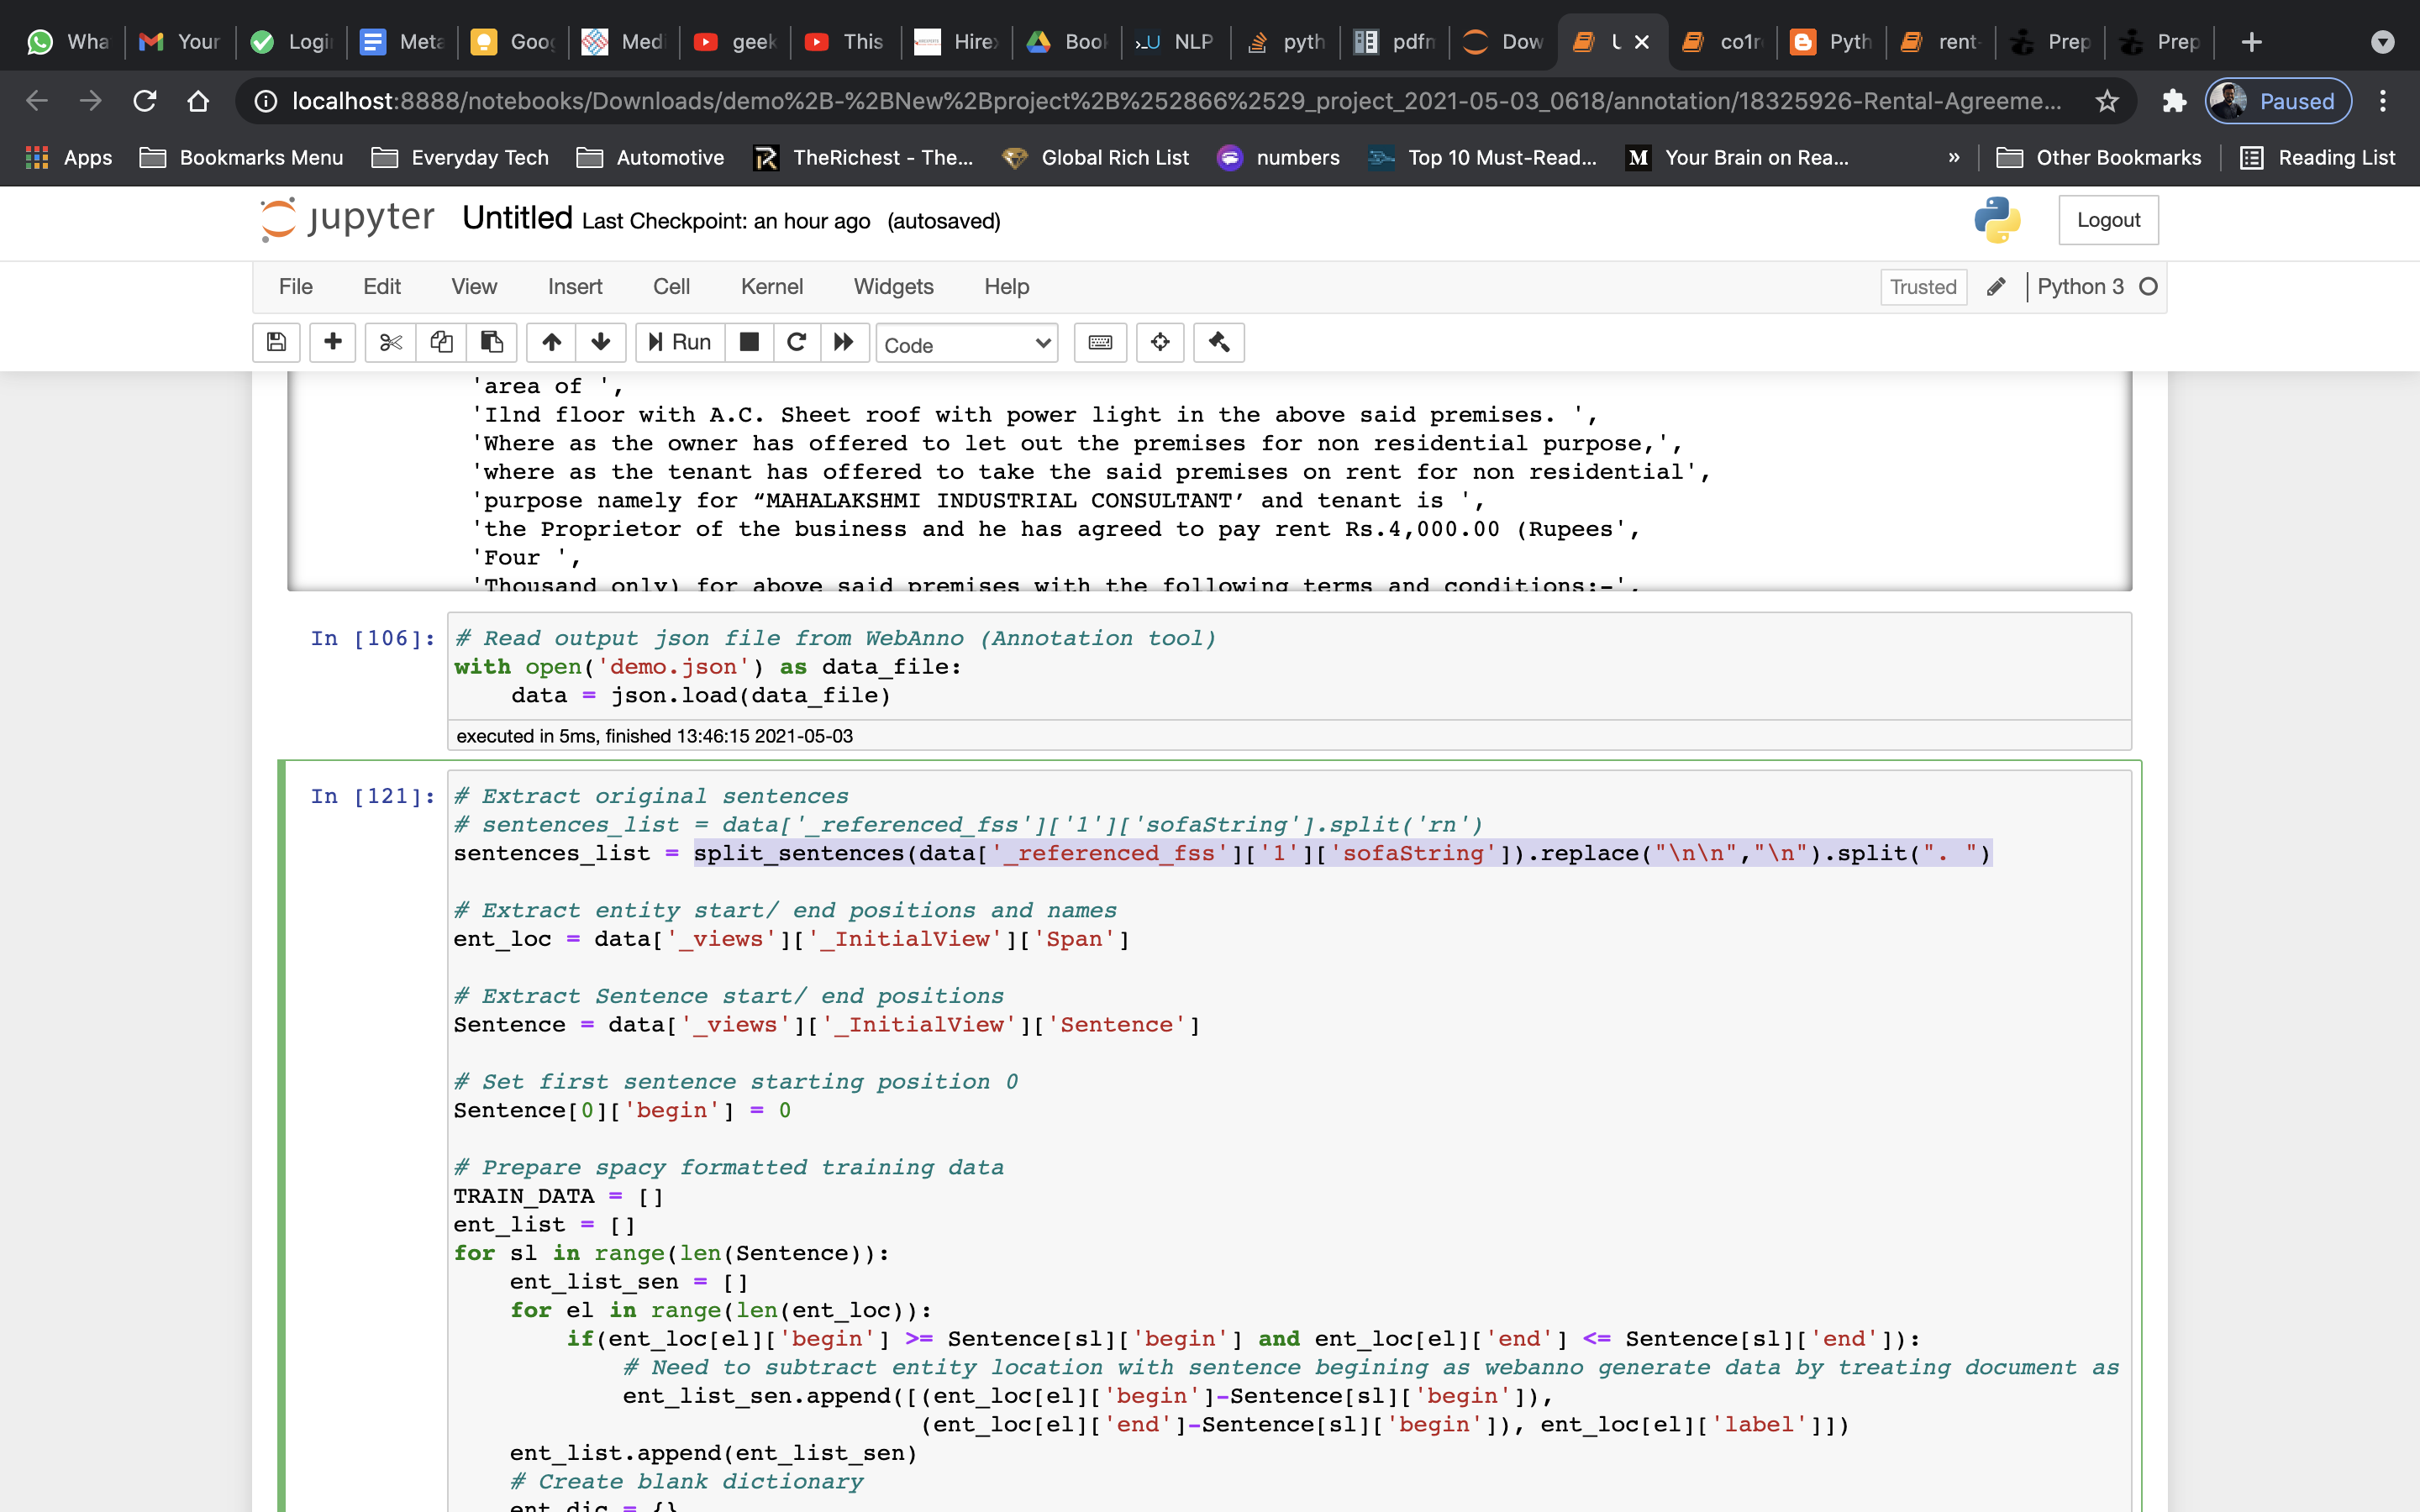 Wha Your Logi Meta Goog Medi geek This Hirex Book NLP pyth pdfn Dow co1r Pyth rent- Prep Prep
localhost:8888/notebooks/Downloads/demo%2B-%2BNew%2Bproject%2B%252866%2529_project_2021-05-03_0618/annotation/18325926-Rental-Agreeme... Paused
Apps Bookmarks Menu Everyday Tech Automotive TheRichest - The... Global Rich List numbers Top 10 Must-Read... Your Brain on Rea... » Other Bookmarks Reading List
jupyter Untitled Last Checkpoint: an hour ago (autosaved) Logout
File Edit View Insert Cell Kernel Widgets Help Trusted Python 3
Run Code
'area of ',
'Ilnd floor with A.C. Sheet roof with power light in the above said premises. ',
'Where as the owner has offered to let out the premises for non residential purpose,',
'where as the tenant has offered to take the said premises on rent for non residential',
'purpose namely for “MAHALAKSHMI INDUSTRIAL CONSULTANT’ and tenant is ',
'the Proprietor of the business and he has agreed to pay rent Rs.4,000.00 (Rupees',
'Four ',
'Thousand only) for above said premises with the following terms and conditions:-',
In [106]: # Read output json file from WebAnno (Annotation tool)
with open('demo.json') as data_file:
    data = json.load(data_file)
executed in 5ms, finished 13:46:15 2021-05-03
In [121]: # Extract original sentences
# sentences_list = data['_referenced_fss']['1']['sofaString'].split('rn')
sentences_list = split_sentences(data['_referenced_fss']['1']['sofaString']).replace("\n\n","\n").split(". ")
# Extract entity start/ end positions and names
ent_loc = data['_views']['_InitialView']['Span']
# Extract Sentence start/ end positions
Sentence = data['_views']['_InitialView']['Sentence']
# Set first sentence starting position 0
Sentence[0]['begin'] = 0
# Prepare spacy formatted training data
TRAIN_DATA = []
ent_list = []
for sl in range(len(Sentence)):
    ent_list_sen = []
    for el in range(len(ent_loc)):
        if(ent_loc[el]['begin'] >= Sentence[sl]['begin'] and ent_loc[el]['end'] <= Sentence[sl]['end']):
            # Need to subtract entity location with sentence begining as webanno generate data by treating document as
            ent_list_sen.append([(ent_loc[el]['begin']-Sentence[sl]['begin']),
                                 (ent_loc[el]['end']-Sentence[sl]['begin']), ent_loc[el]['label']])
    ent_list.append(ent_list_sen)
    # Create blank dictionary
    ent_dic = {}